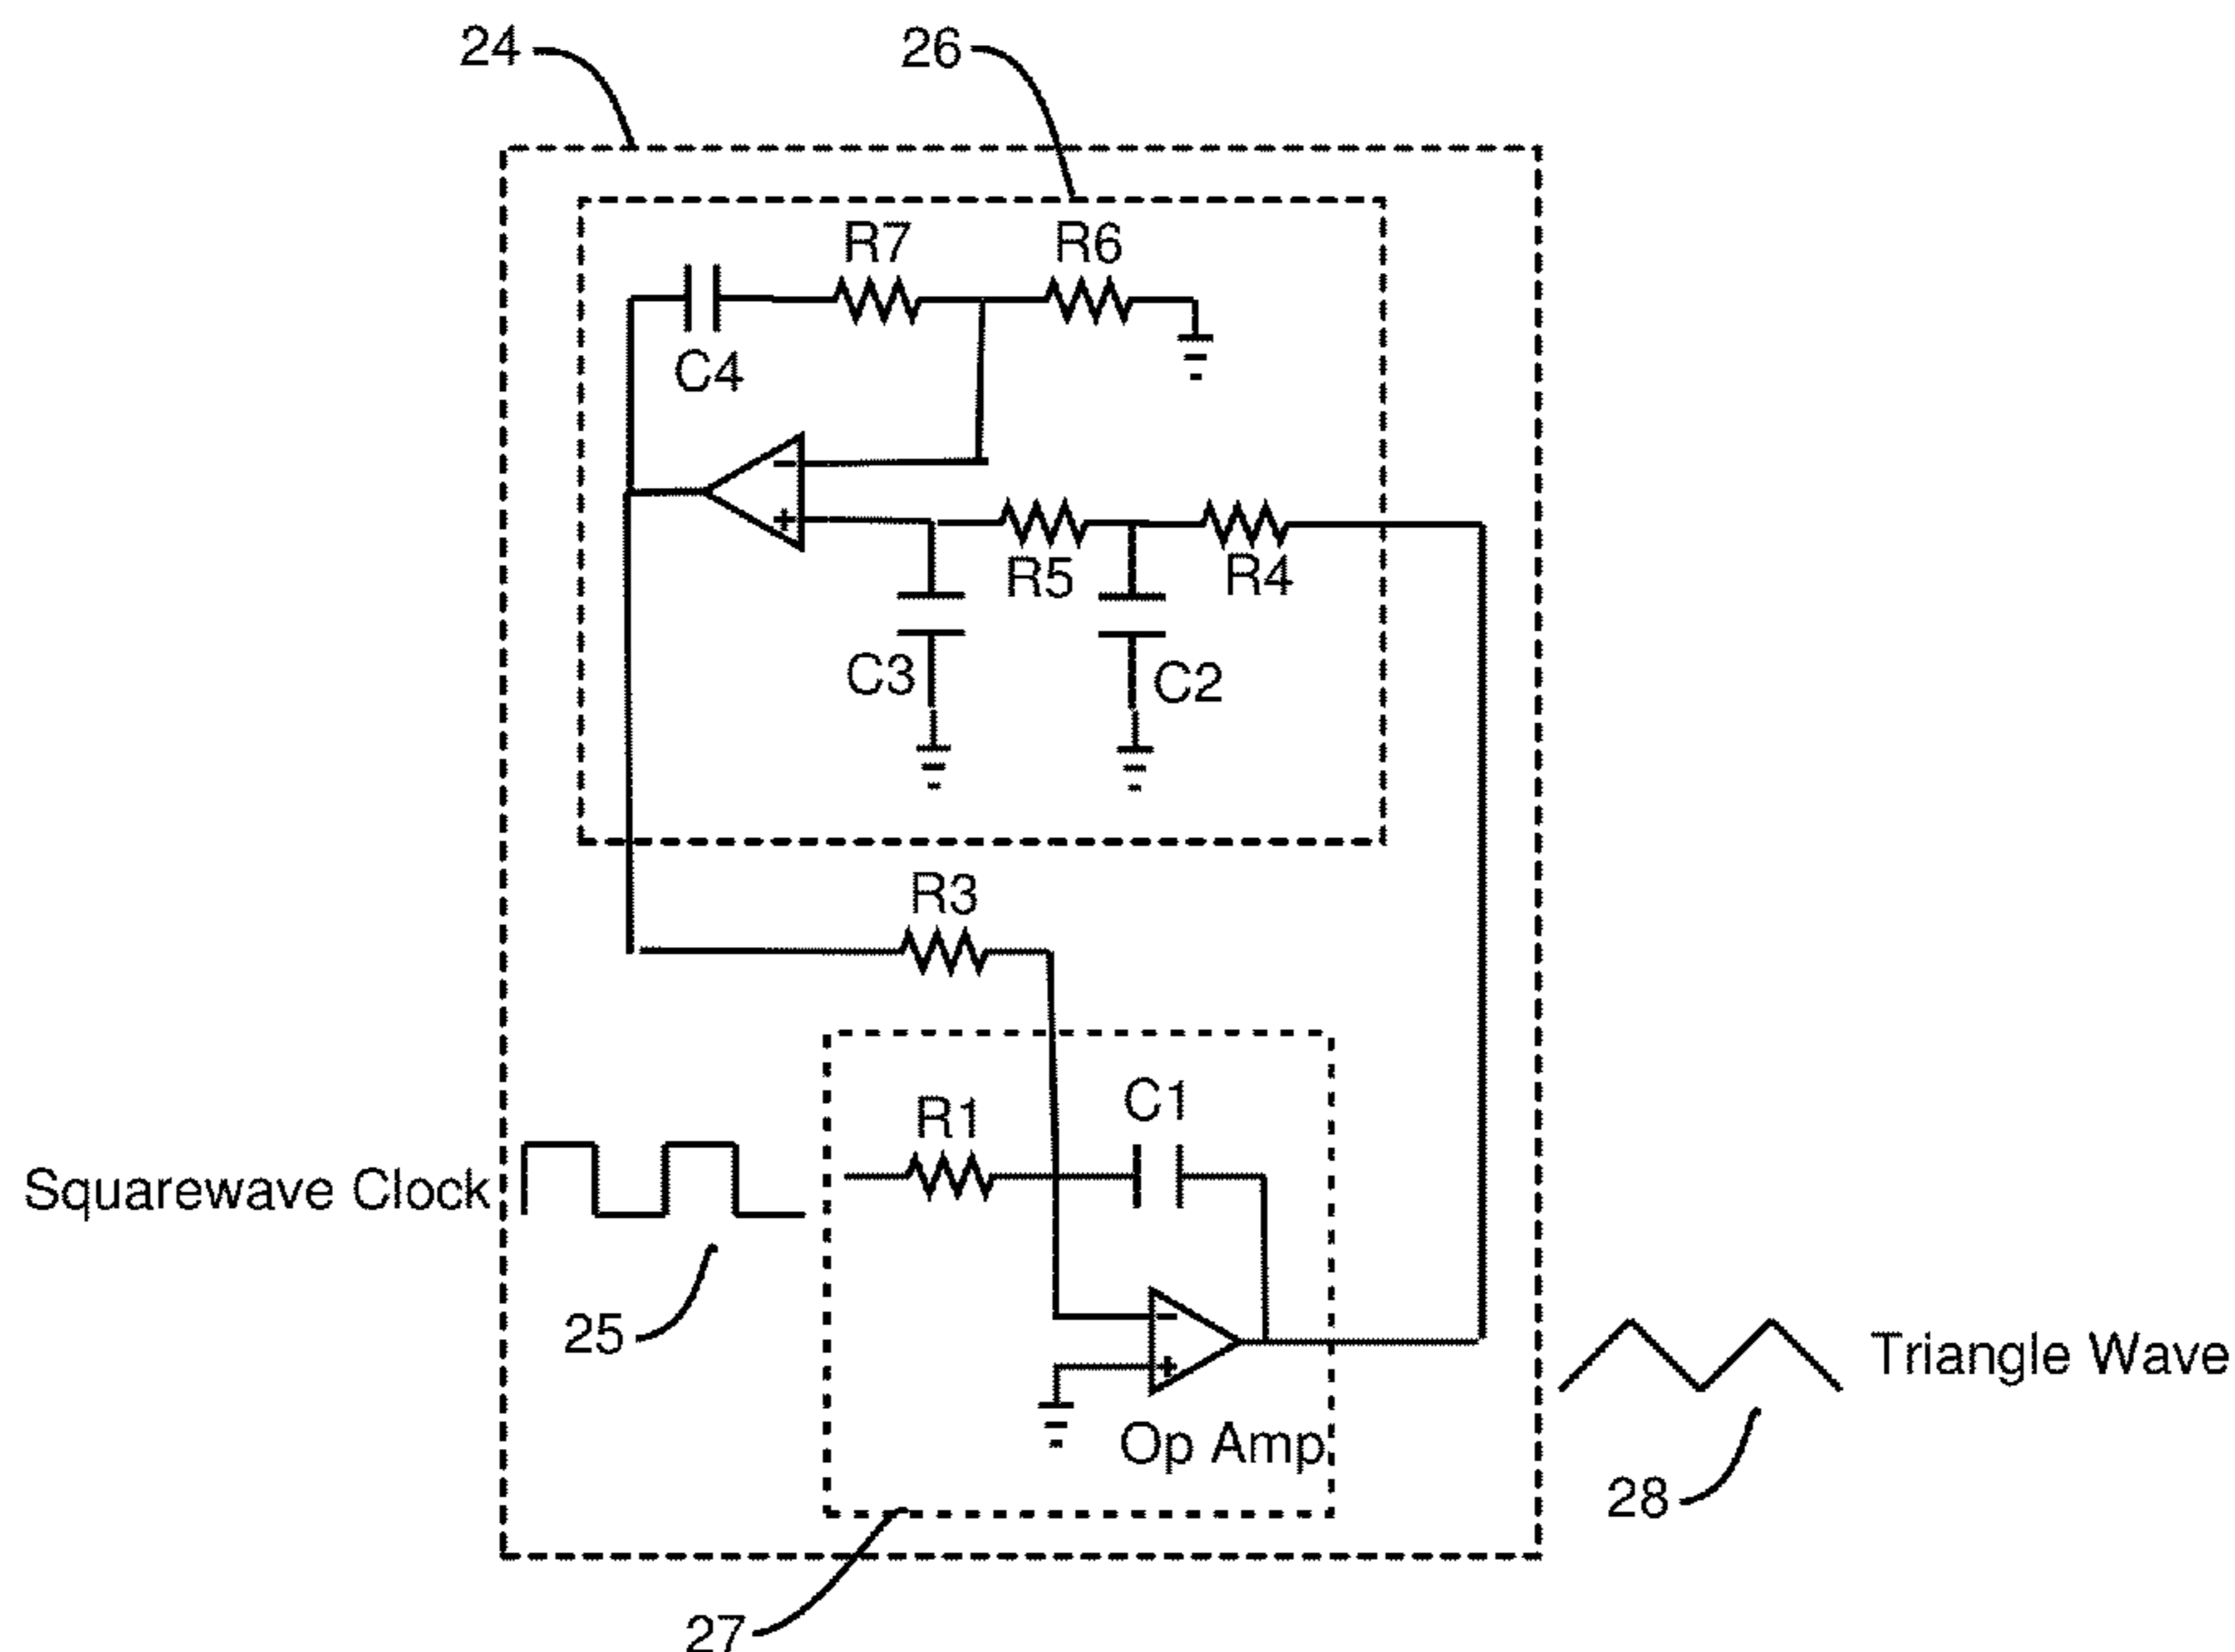 24
26
R7
R6
C4
R5
R4
C3
C2
R3
R1
C1
Squarewave Clock
25
Op Amp
Triangle Wave
28
27